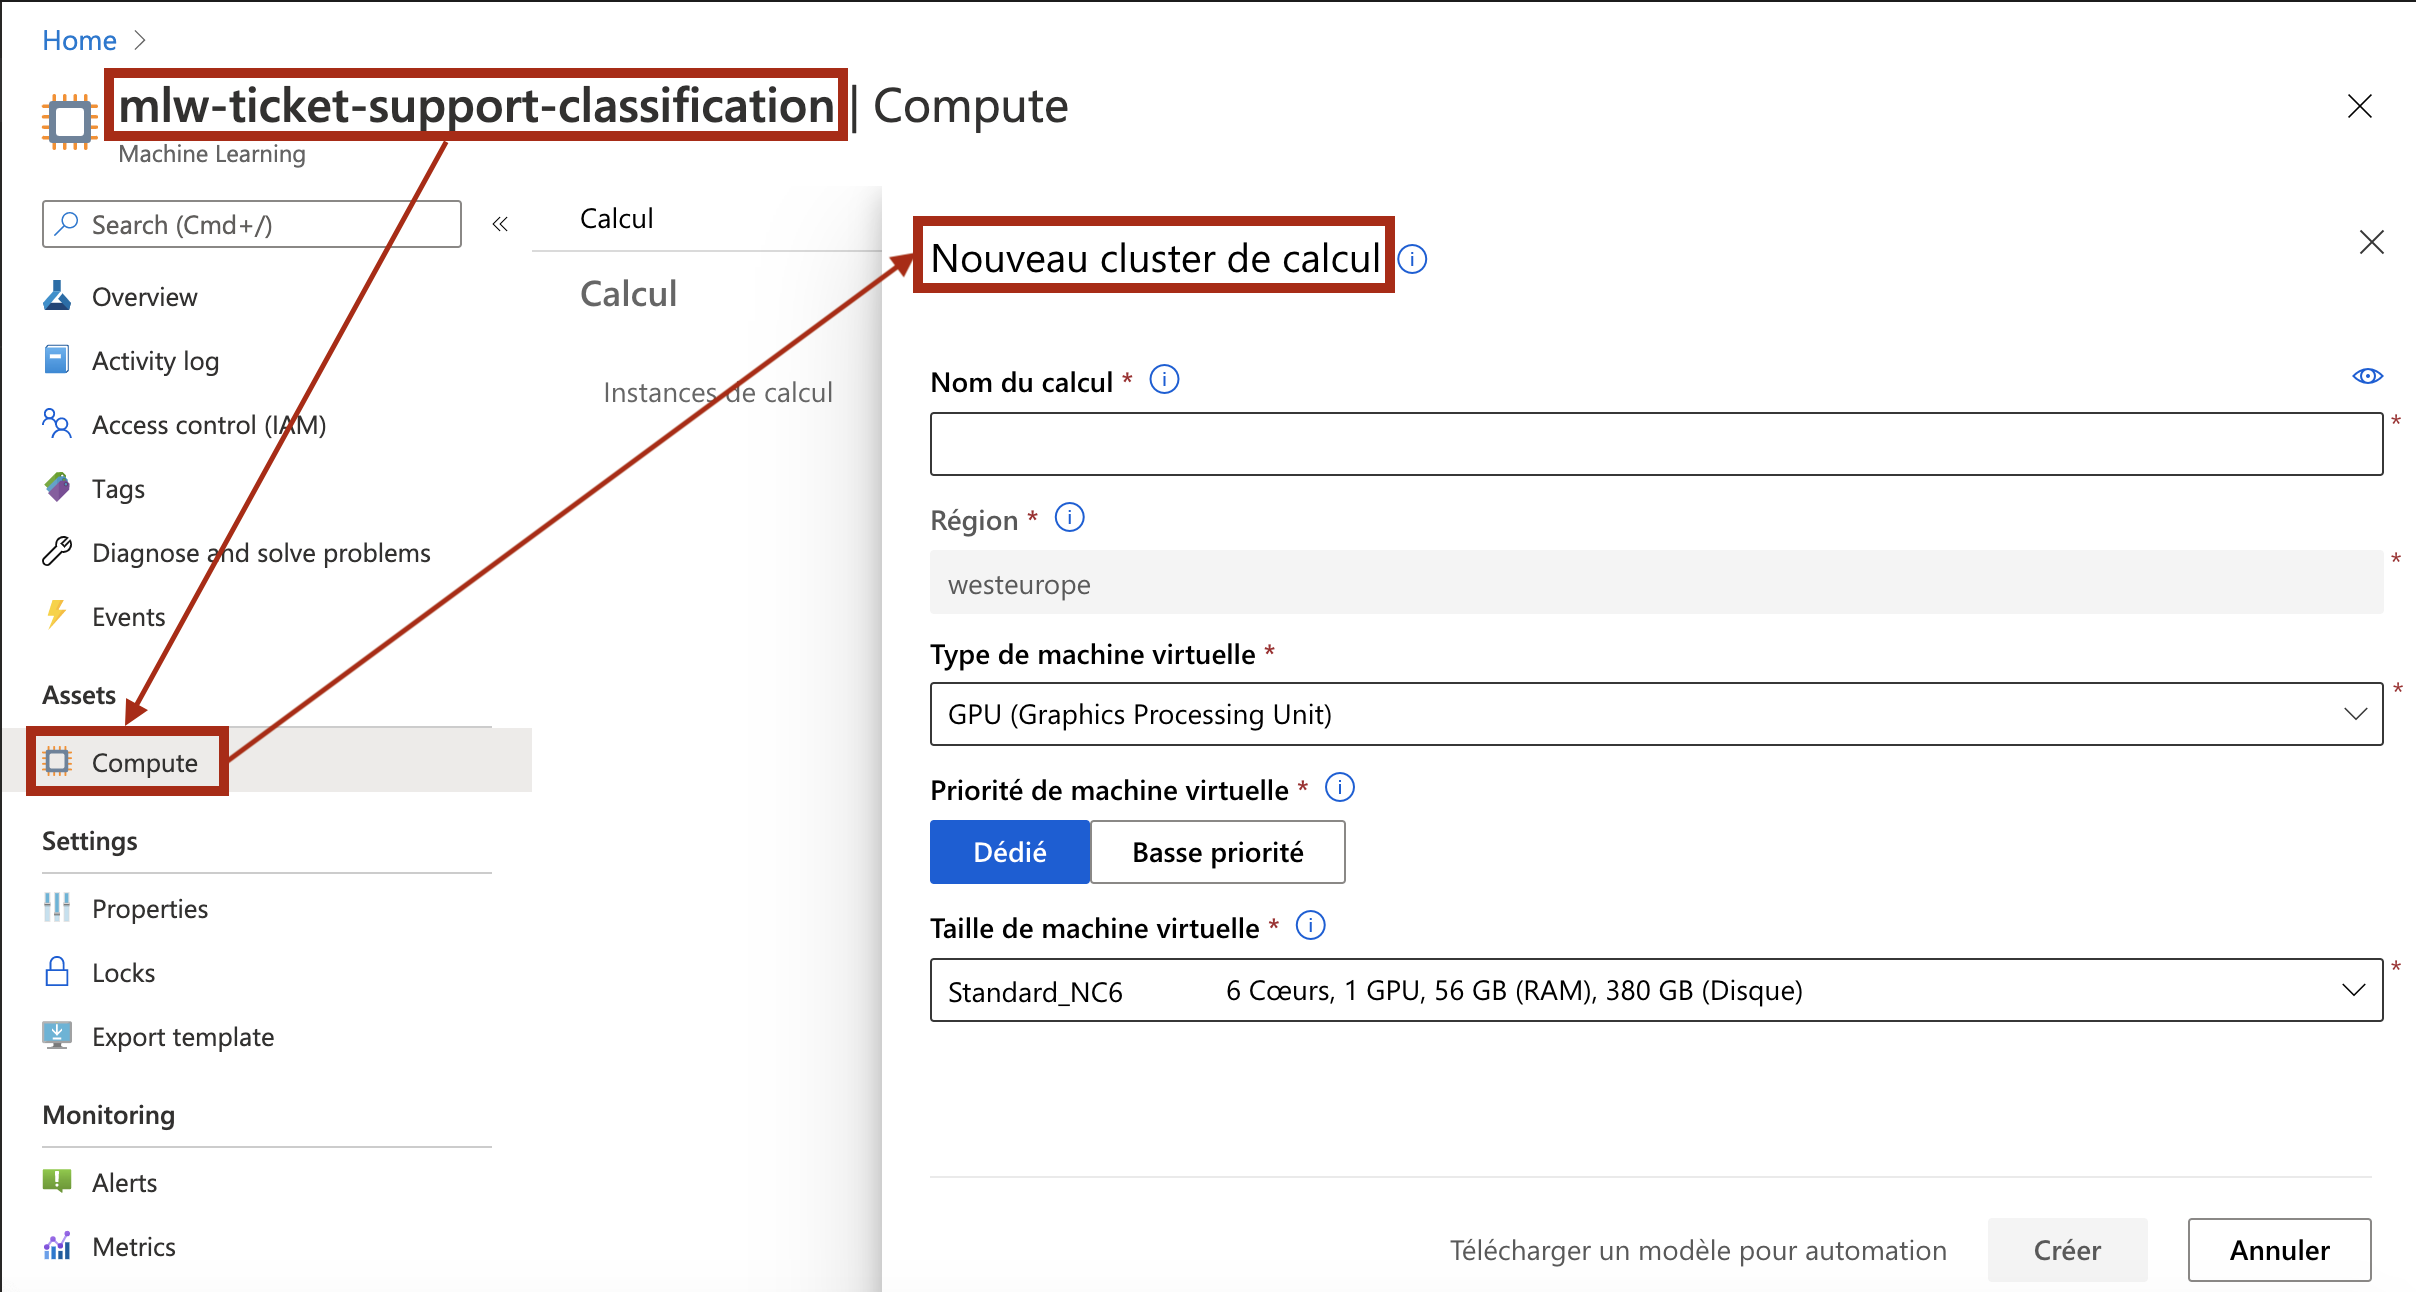 Home
mlw-ticket-support-classification | Compute
Machine Learning
Search (Cmd+/)
«
Overview
Activity log
Access control (IAM)
Tags
Diagnose and solve problems
Events
Assets
Compute
Settings
Properties
Locks
Export template
Monitoring
Alerts
Metrics
Calcul
Calcul
Instances de calcul
Nouveau cluster de calcul
Nom du calcul *
*
Région *
westeurope *
Type de machine virtuelle *
GPU (Graphics Processing Unit) *
Priorité de machine virtuelle *
Dédié Basse priorité
Taille de machine virtuelle *
Standard_NC6 6 Cœurs, 1 GPU, 56 GB (RAM), 380 GB (Disque) *
Télécharger un modèle pour automation Créer Annuler